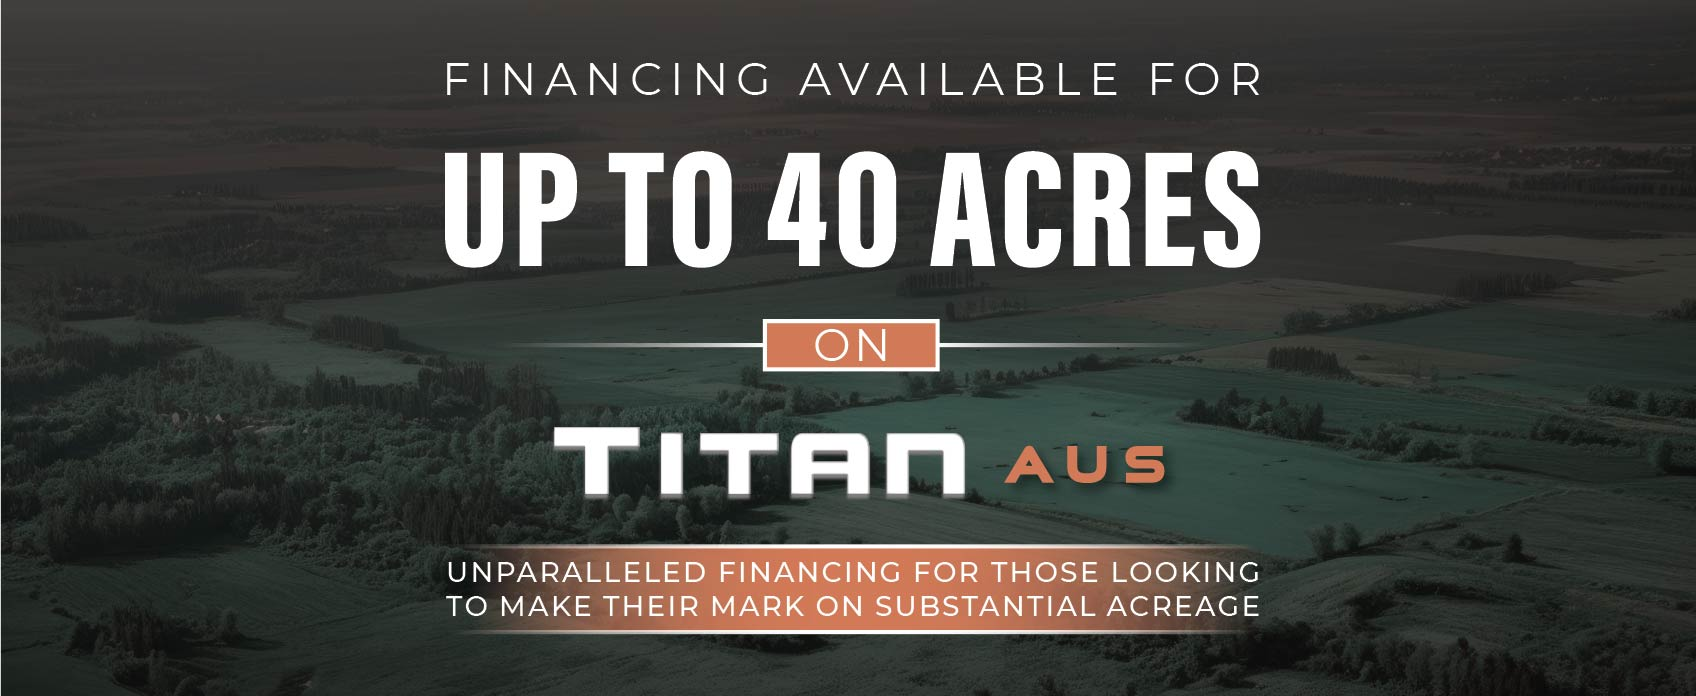 FINANCING AVAILABLE FOR
UP TO 40 ACRES
ON
TITAN AUS
UNPARALLELED FINANCING FOR THOSE LOOKING
TO MAKE THEIR MARK ON SUBSTANTIAL ACREAGE